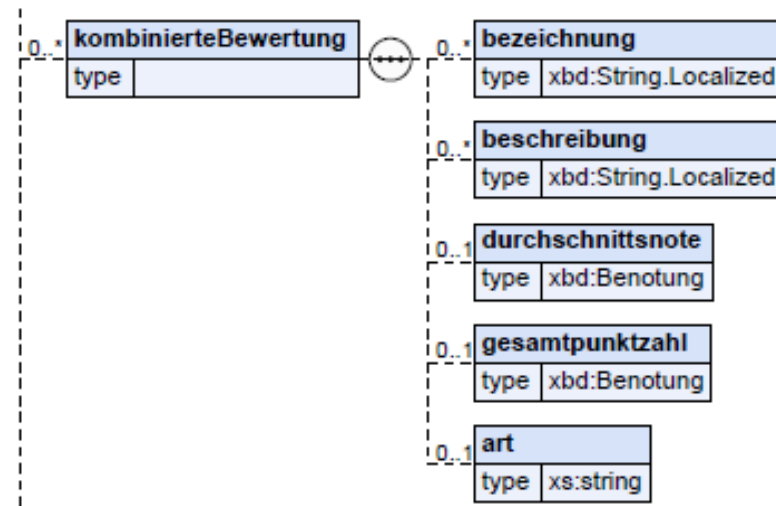 0..* kombinierteBewertung
type
0..* bezeichnung
type xbd:String.Localized
0..* beschreibung
type xbd:String.Localized
0..1 durchschnittsnote
type xbd:Benotung
0..1 gesamtpunktzahl
type xbd:Benotung
0..1 art
type xs:string